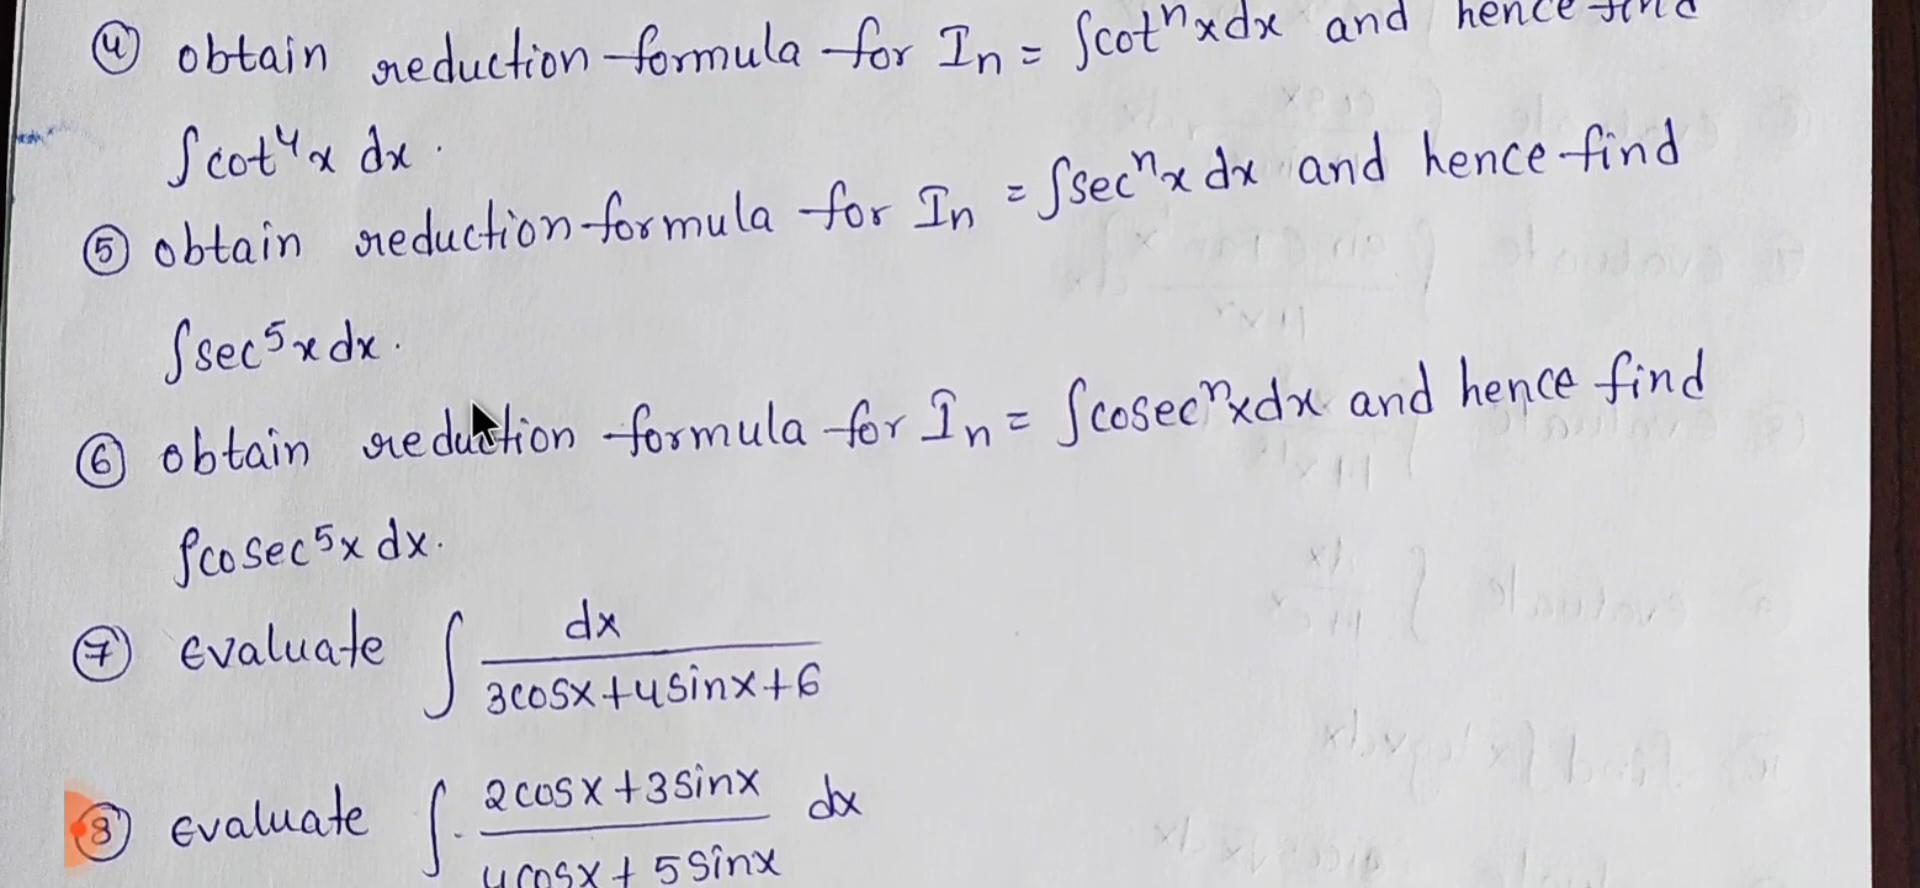 ④ obtain reduction formula for Iₙ = ∫cotⁿx dx and hence find
∫cot⁴x dx.
⑤ obtain reduction formula for Iₙ = ∫secⁿx dx and hence find
∫sec⁵x dx.
⑥ obtain reduction formula for Iₙ = ∫cosecⁿx dx and hence find
∫cosec⁵x dx.
⑦ evaluate ∫ dx / (3cosx+4sinx+6)
⑧ evaluate ∫ (2cosx+3sinx) / (4cosx+5sinx) dx